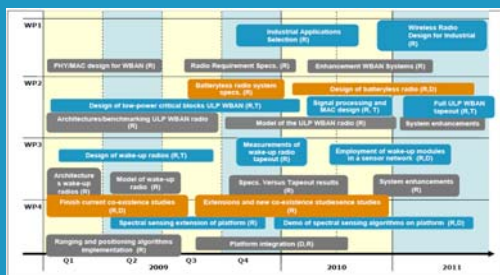 WP1
Industrial Applications
Selection (R)
Wireless Radio
Design for Industrial
(R)
PHY/MAC design for WBAN (R)
Radio Requirement Specs. (R)
Enhancement WBAN Systems (R)
WP2
Batteryless radio system
specs. (R)
Design of batteryless radio (R,D)
Design of low-power critical blocks ULP WBAN (R,T)
Signal processing and
MAC design (R, T)
Full ULP WBAN
tapeout (R,T)
Architectures/benchmarking ULP WBAN radio
(R)
Model of the ULP WBAN radio (R)
System enhancements
WP3
Design of wake-up radios (R,T)
Measurements of
wake-up radio
tapeout (R)
Employment of wake-up modules
in a sensor network (R,D)
Architecture
s wake-up radios
(R)
Model of wake-up
radio (R)
Specs. Versus Tapeout results
(R)
System enhancements
(R)
WP4
Finish current co-existence studies
(R,D)
Extensions and new co-existence studies
(R)
Spectral sensing extension of platform (R)
Demo of spectral sensing algorithms on platform (R,D)
Ranging and positioning algorithms
implementation (R)
Platform integration (D,R)
Q1 Q2 Q3 Q4
2009 2010 2011